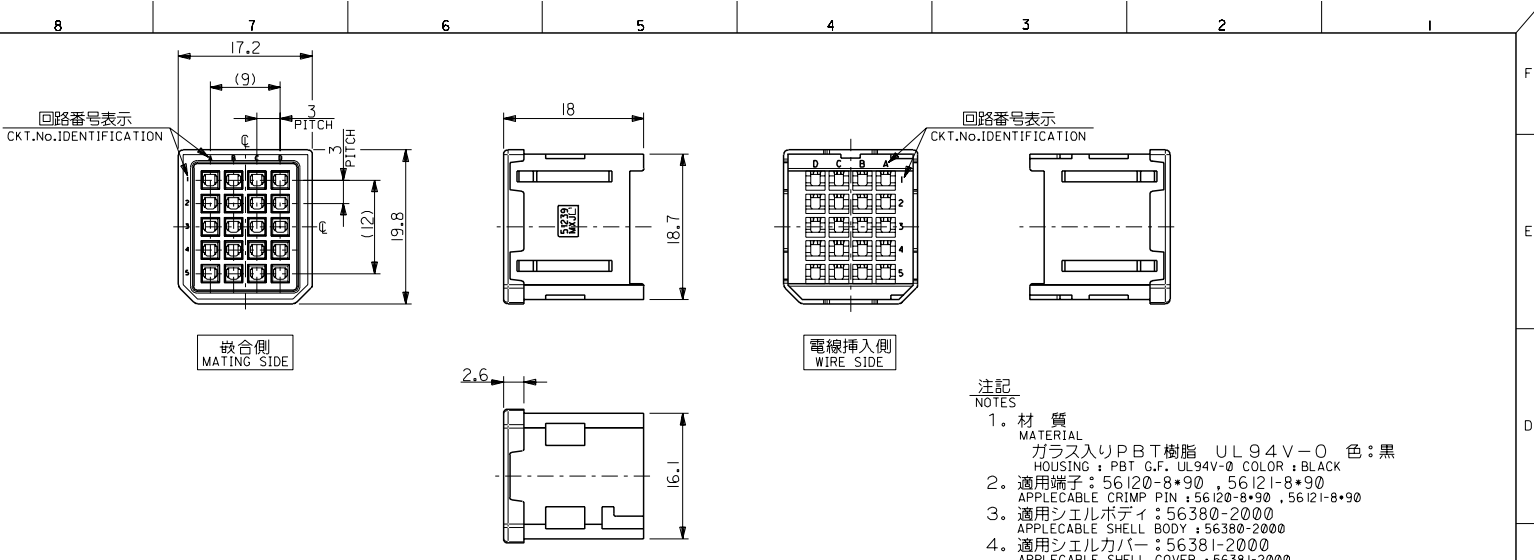 8 7 6 5 4 3 2 1
17.2
(9)
3
PITCH
3
PITCH
回路番号表示
CKT.No.IDENTIFICATION
℄
A B C D
1
2
3
4
5
℄
(12)
19.8
嵌合側
MATING SIDE
18
51239
MXJL
18.7
回路番号表示
CKT.No.IDENTIFICATION
D C B A
1
2
3
4
5
電線挿入側
WIRE SIDE
2.6
16.1
F
E
D
注記
NOTES
1。材 質
MATERIAL
ガラス入りPBT樹脂 UL94V-0 色:黒
HOUSING : PBT G.F. UL94V-0 COLOR : BLACK
2。適用端子:56120-8*90 , 56121-8*90
APPLECABLE CRIMP PIN : 56120-8*90 , 56121-8*90
3。適用シェルボディ:56380-2000
APPLECABLE SHELL BODY : 56380-2000
4。適用シェルカバー:56381-2000
APPLECABLE SHELL COVER : 56381-2000